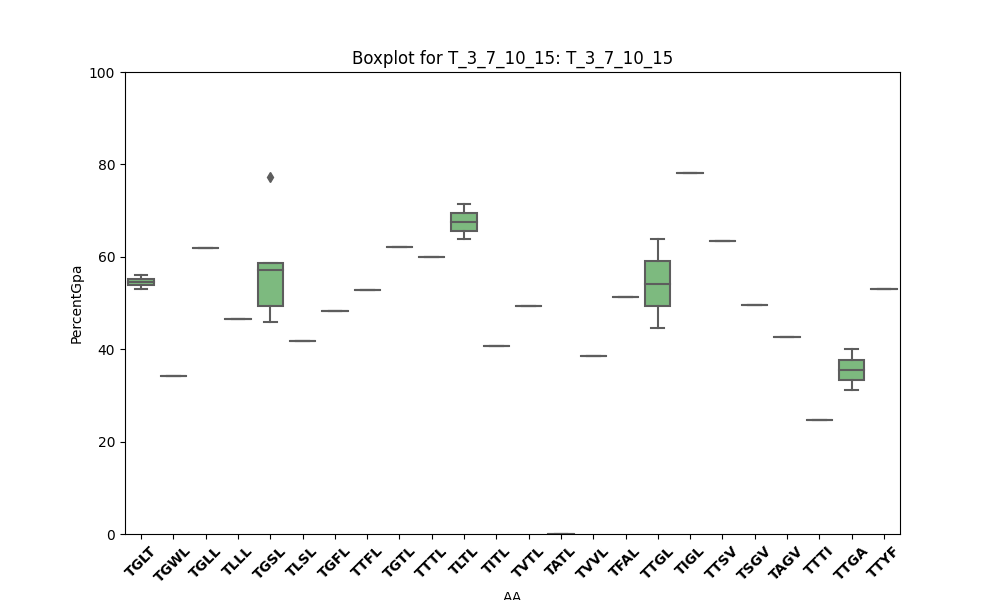 Boxplot for T_3_7_10_15: T_3_7_10_15
PercentGpa
100
80
60
40
20
0
TGLT TGWL TGLL TLLL TGSL TLSL TGFL TTFL TGTL TTTL TLTL TITL TVTL TATL TVVL TFAL TTGL TIGL TTSV TSGV TAGV TTTI TTGA TTYF
AA